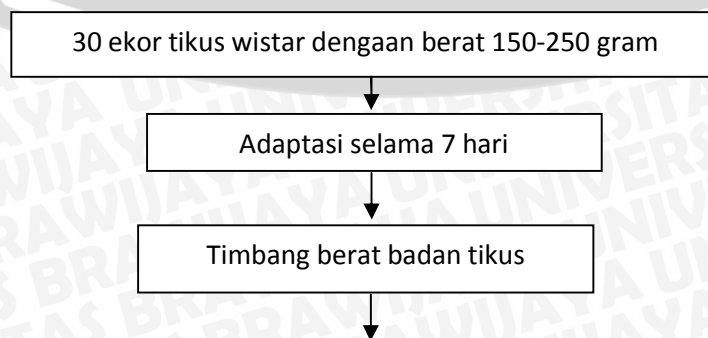 30 ekor tikus wistar dengaan berat 150-250 gram
Adaptasi selama 7 hari
Timbang berat badan tikus